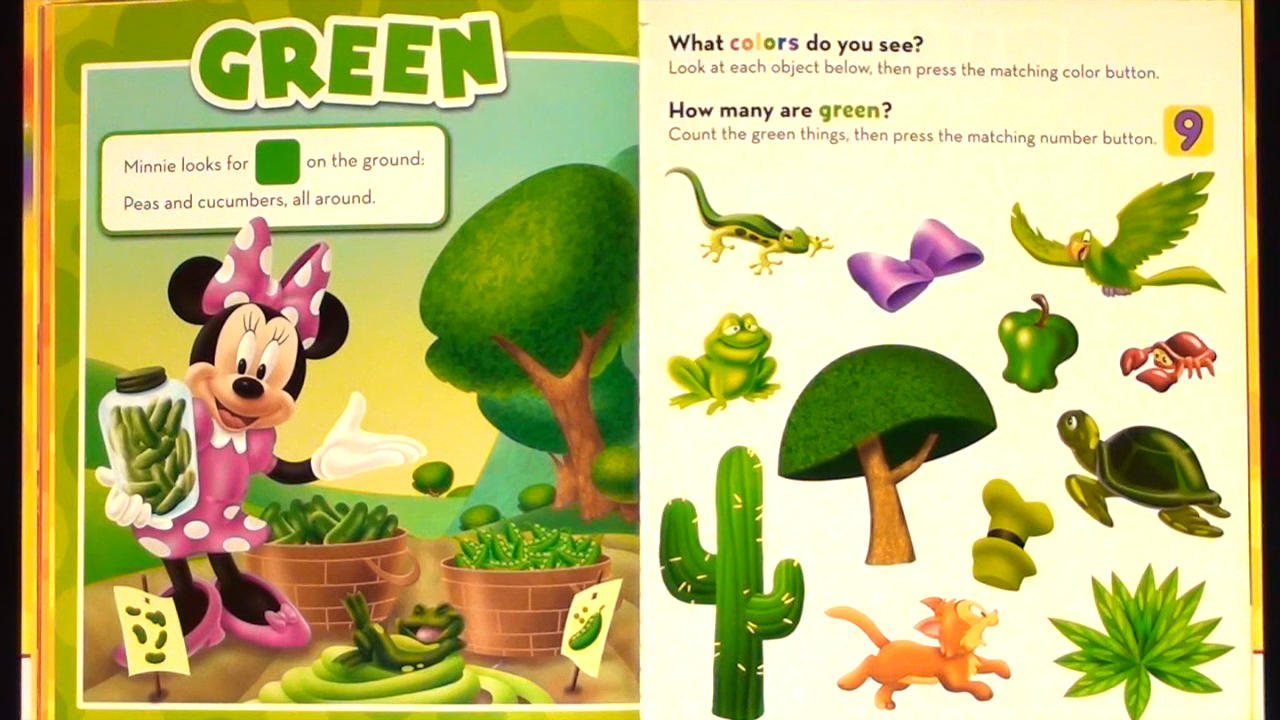 GREEN
Minnie looks for on the ground:
Peas and cucumbers, all around.
What colors do you see?
Look at each object below, then press the matching color button.
How many are green?
Count the green things, then press the matching number button.
9